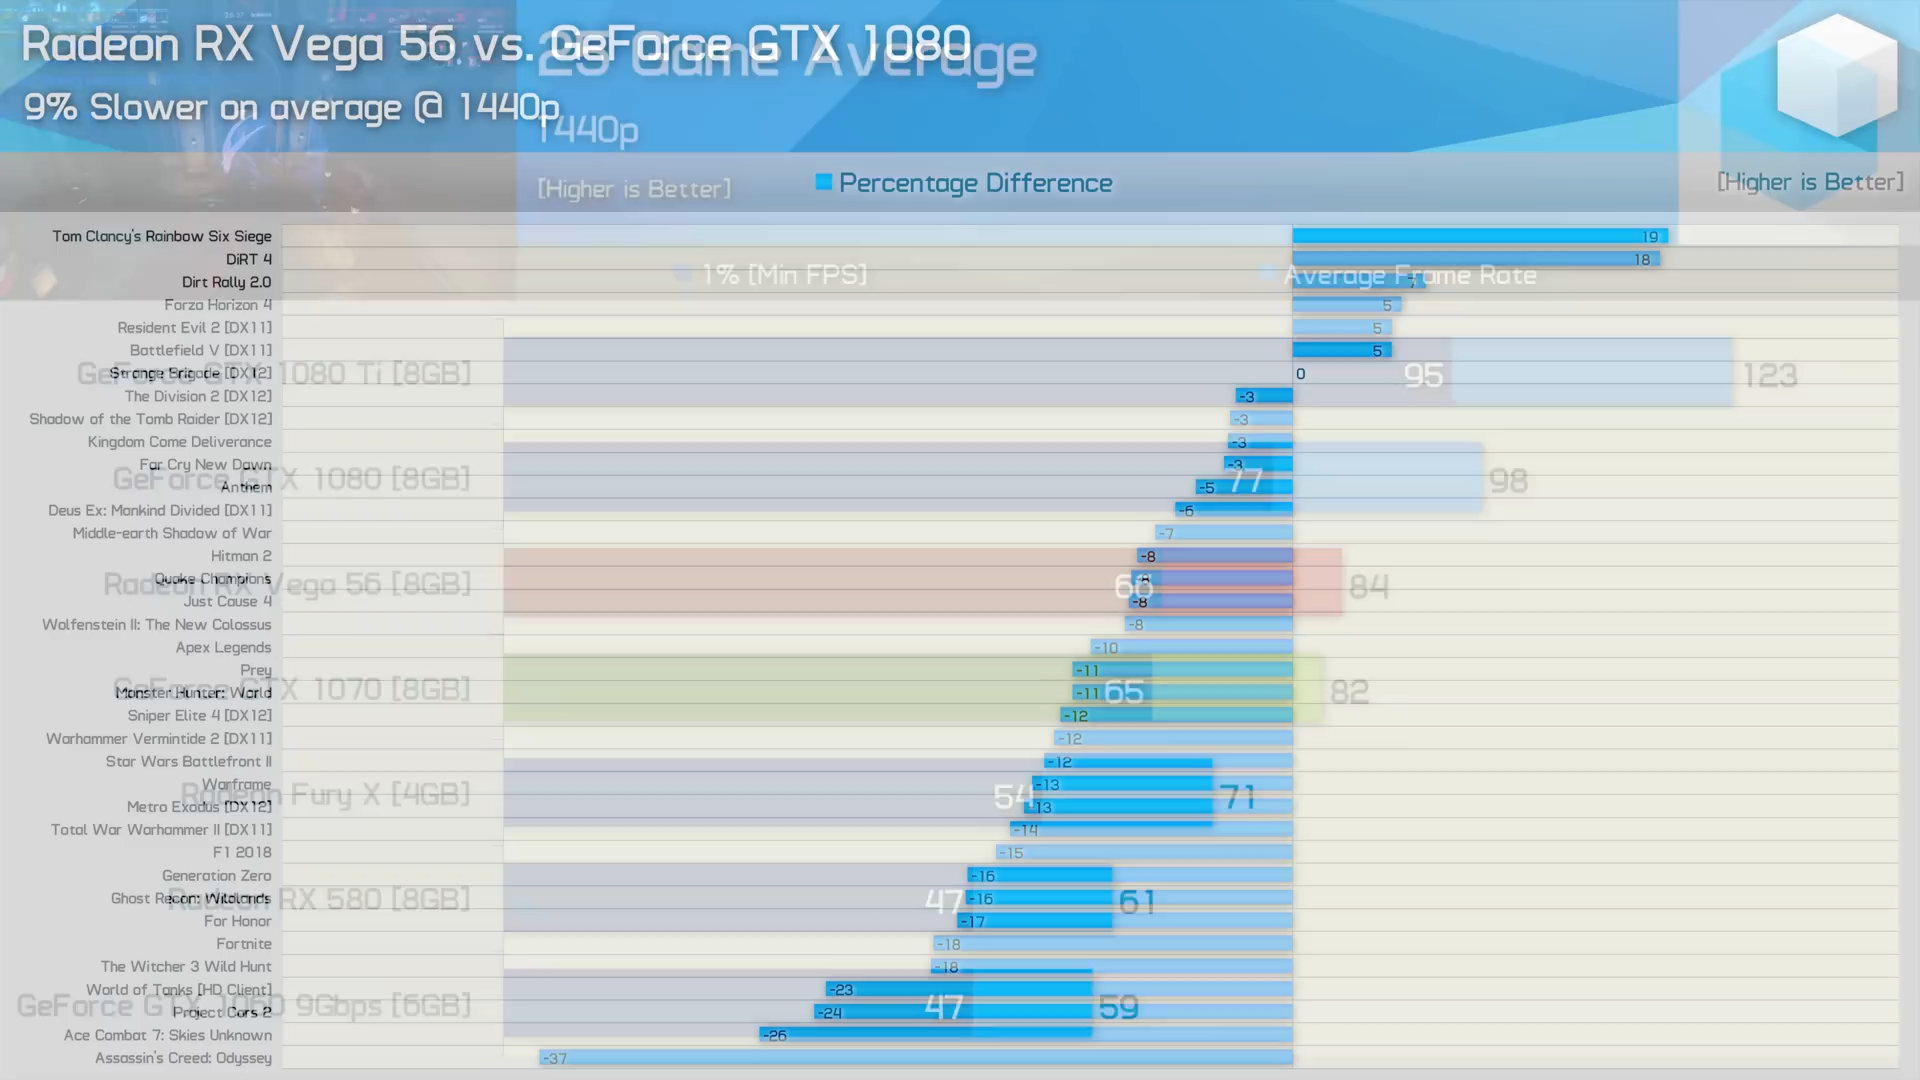 Radeon RX Vega 56 vs. GeForce GTX 1080
25 Game Average
9% Slower on average @ 1440p
1440p
[Higher is Better]
Percentage Difference
[Higher is Better]
Tom Clancy's Rainbow Six Siege 19
DiRT 4 18
1% [Min FPS] Average Frame Rate
Dirt Rally 2.0 7
Forza Horizon 4 5
Resident Evil 2 [DX11] 5
Battlefield V [DX11] 5
Strange Brigade [DX12] 0
GeForce GTX 1080 Ti [8GB] 95 123
The Division 2 [DX12] -3
Shadow of the Tomb Raider [DX12] -3
Kingdom Come Deliverance -3
Far Cry New Dawn -3
GeForce GTX 1080 [8GB] 77 98
Anthem -5
Deus Ex: Mankind Divided [DX11] -6
Middle-earth Shadow of War -7
Hitman 2 -8
Quake Champions -8
Radeon RX Vega 56 [8GB] 66 84
Just Cause 4 -8
Wolfenstein II: The New Colossus -8
Apex Legends -10
Prey -11
Monster Hunter: World -11
GeForce GTX 1070 [8GB] 65 82
Sniper Elite 4 [DX12] -12
Warhammer Vermintide 2 [DX11] -12
Star Wars Battlefront II -12
Warframe -13
Radeon Fury X [4GB] 54 71
Metro Exodus [DX12] -13
Total War Warhammer II [DX11] -14
F1 2018 -15
Generation Zero -16
Ghost Recon: Wildlands -16
Radeon RX 580 [8GB] 47 61
For Honor -17
Fortnite -18
The Witcher 3 Wild Hunt -18
World of Tanks [HD Client] -23
GeForce GTX 1060 9Gbps [6GB] 47 59
Project Cars 2 -24
Ace Combat 7: Skies Unknown -26
Assassin's Creed: Odyssey -37